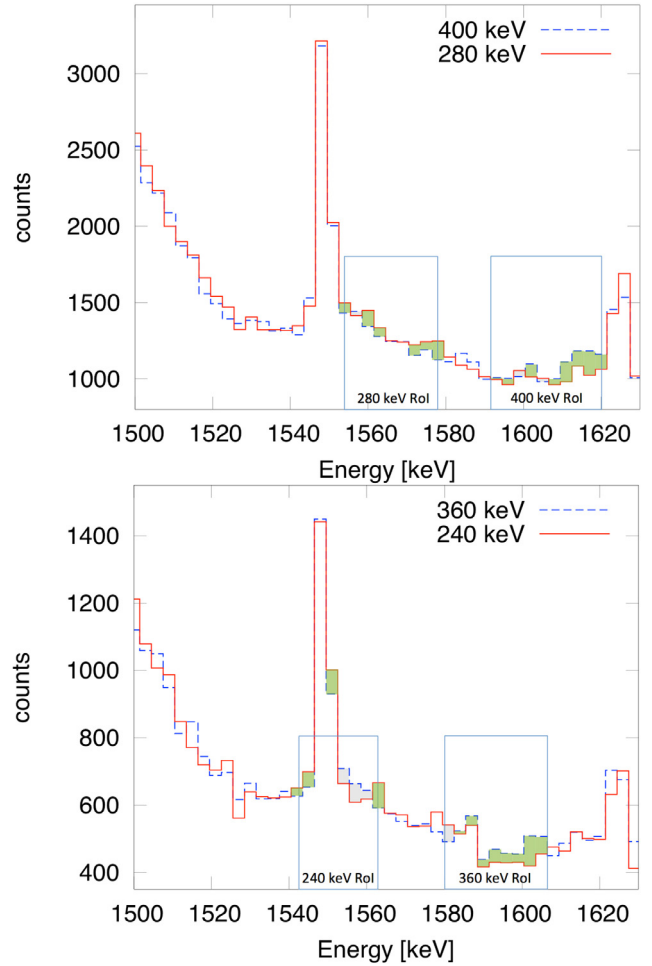 400 keV
280 keV
3000
2500
2000
1500
1000
counts
280 keV RoI
400 keV RoI
1500 1520 1540 1560 1580 1600 1620
Energy [keV]
360 keV
240 keV
1400
1200
1000
800
600
400
counts
240 keV RoI
360 keV RoI
1500 1520 1540 1560 1580 1600 1620
Energy [keV]